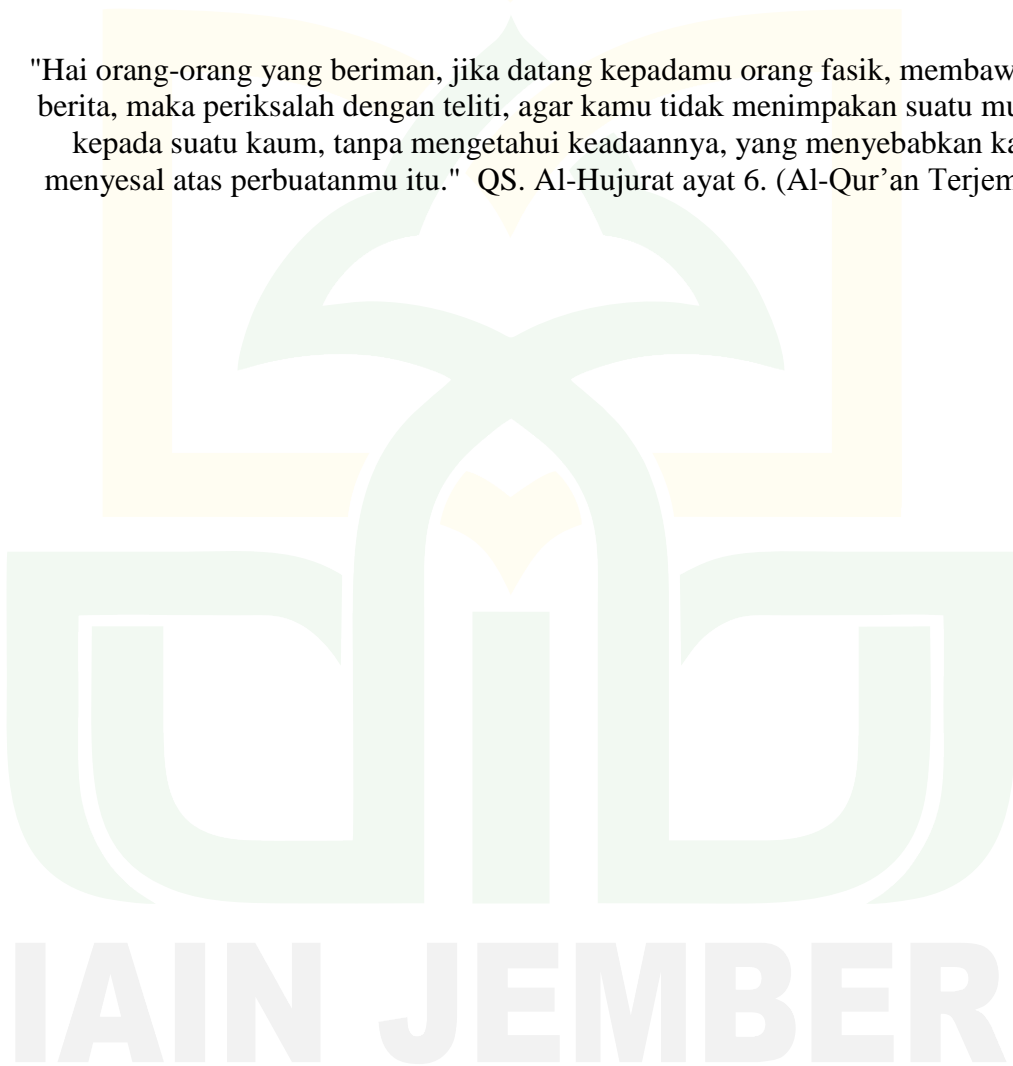 "Hai orang-orang yang beriman, jika datang kepadamu orang fasik, membaw
berita, maka periksalah dengan teliti, agar kamu tidak menimpakan suatu mu
kepada suatu kaum, tanpa mengetahui keadaannya, yang menyebabkan ka
menyesal atas perbuatanmu itu." QS. Al-Hujurat ayat 6. (Al-Qur’an Terjem
IAIN JEMBER